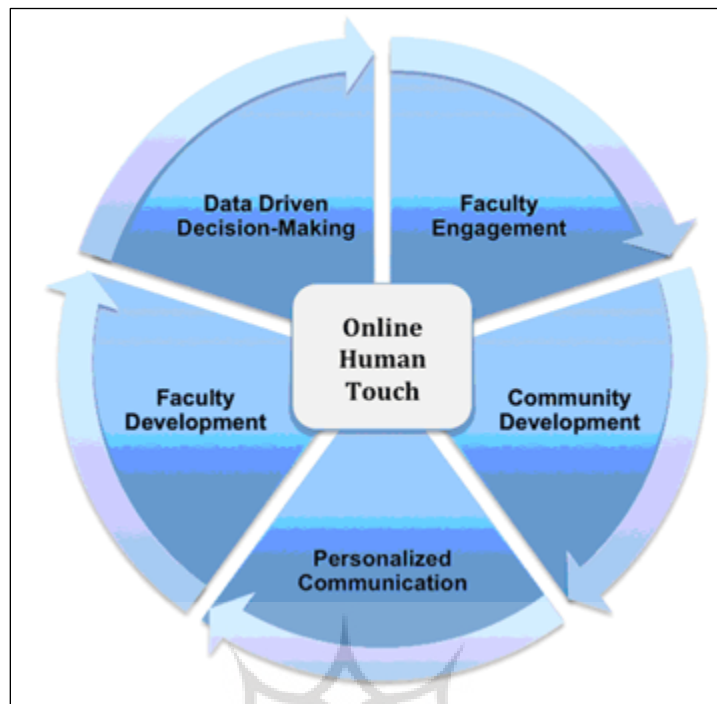 Data Driven
Decision-Making
Faculty
Engagement
Online
Human
Touch
Faculty
Development
Community
Development
Personalized
Communication